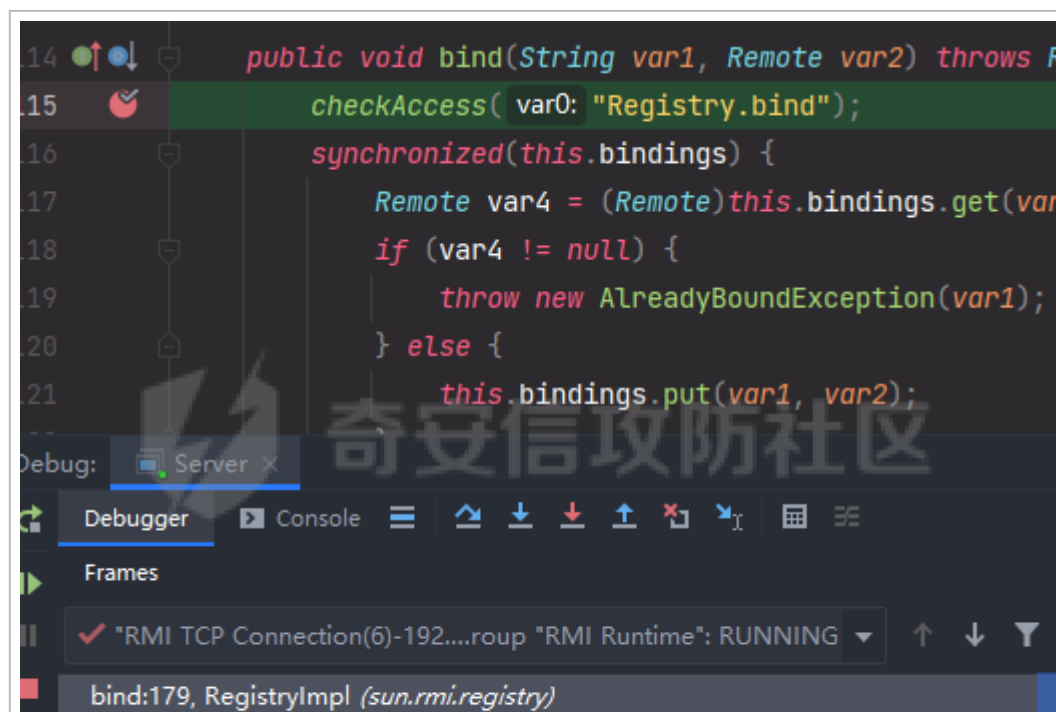 114 public void bind(String var1, Remote var2) throws R
115 checkAccess( var0: "Registry.bind");
116 synchronized(this.bindings) {
117 Remote var4 = (Remote)this.bindings.get(var
118 if (var4 != null) {
119 throw new AlreadyBoundException(var1);
120 } else {
121 this.bindings.put(var1, var2);
奇安信攻防社区
Debug: Server ×
Debugger Console
Frames
"RMI TCP Connection(6)-192....roup "RMI Runtime": RUNNING
bind:179, RegistryImpl (sun.rmi.registry)